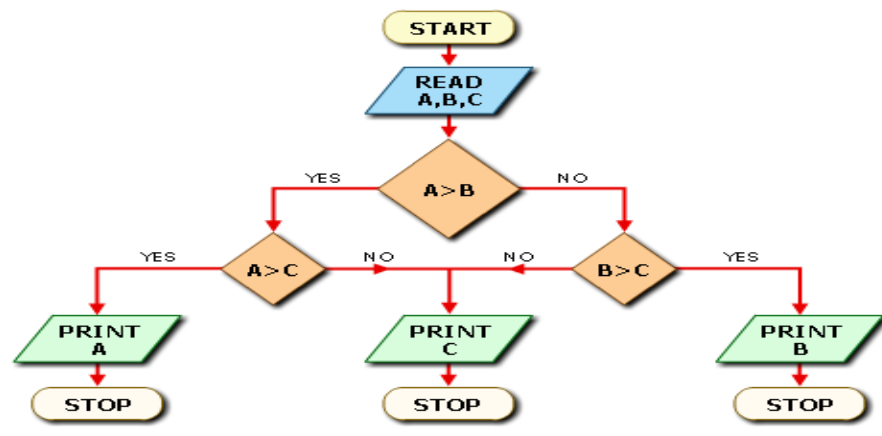 START
READ
A,B,C
A>B
YES
NO
A>C
YES
NO
B>C
NO
YES
PRINT
A
PRINT
C
PRINT
B
STOP
STOP
STOP